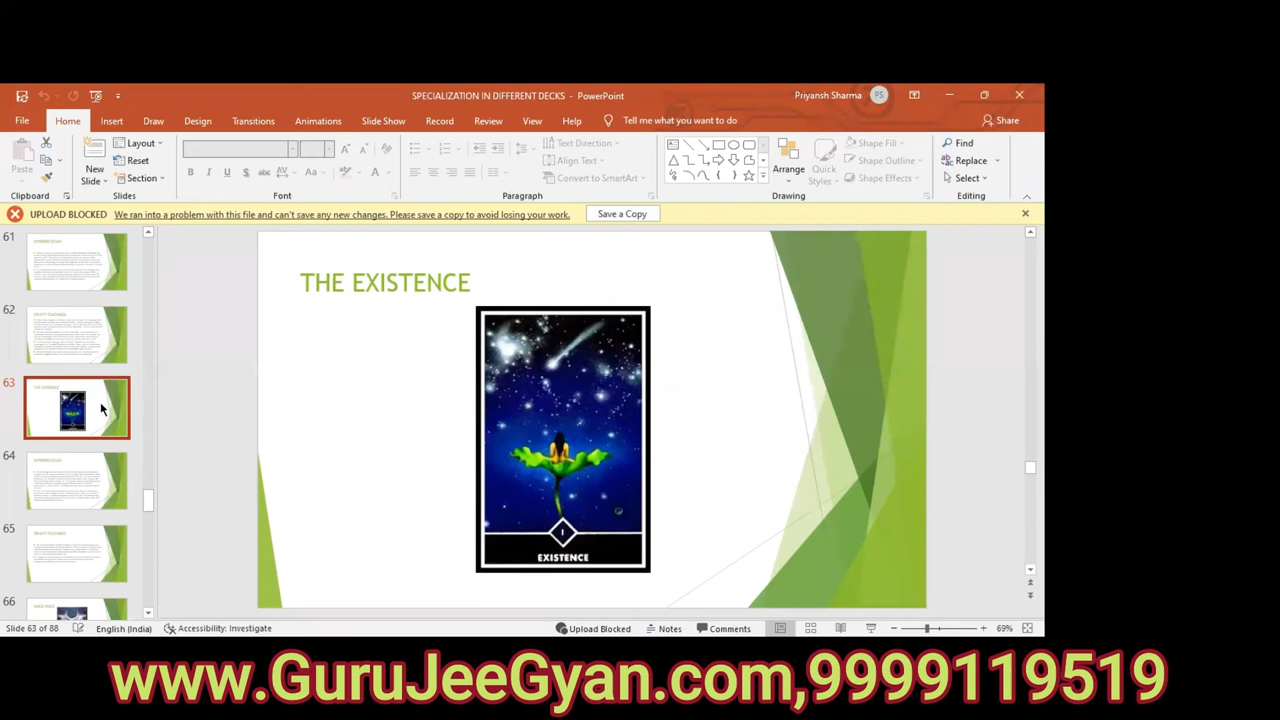 SPECIALIZATION IN DIFFERENT DECKS - PowerPoint
Priyansh Sharma PS
File Home Insert Draw Design Transitions Animations Slide Show Record Review View Help Tell me what you want to do Share
Paste
New Slide
Layout
Reset
Section
Text Direction
Align Text
Convert to SmartArt
Arrange
Quick Styles
Shape Fill
Shape Outline
Shape Effects
Find
Replace
Select
Clipboard Slides Font Paragraph Drawing Editing
UPLOAD BLOCKED We ran into a problem with this file and can't save any new changes. Please save a copy to avoid losing your work. Save a Copy
61
62
63
64
65
66
THE EXISTENCE
I
EXISTENCE
Slide 63 of 88 English (India) Accessibility: Investigate Upload Blocked Notes Comments 69%
www.GuruJeeGyan.com,9999119519